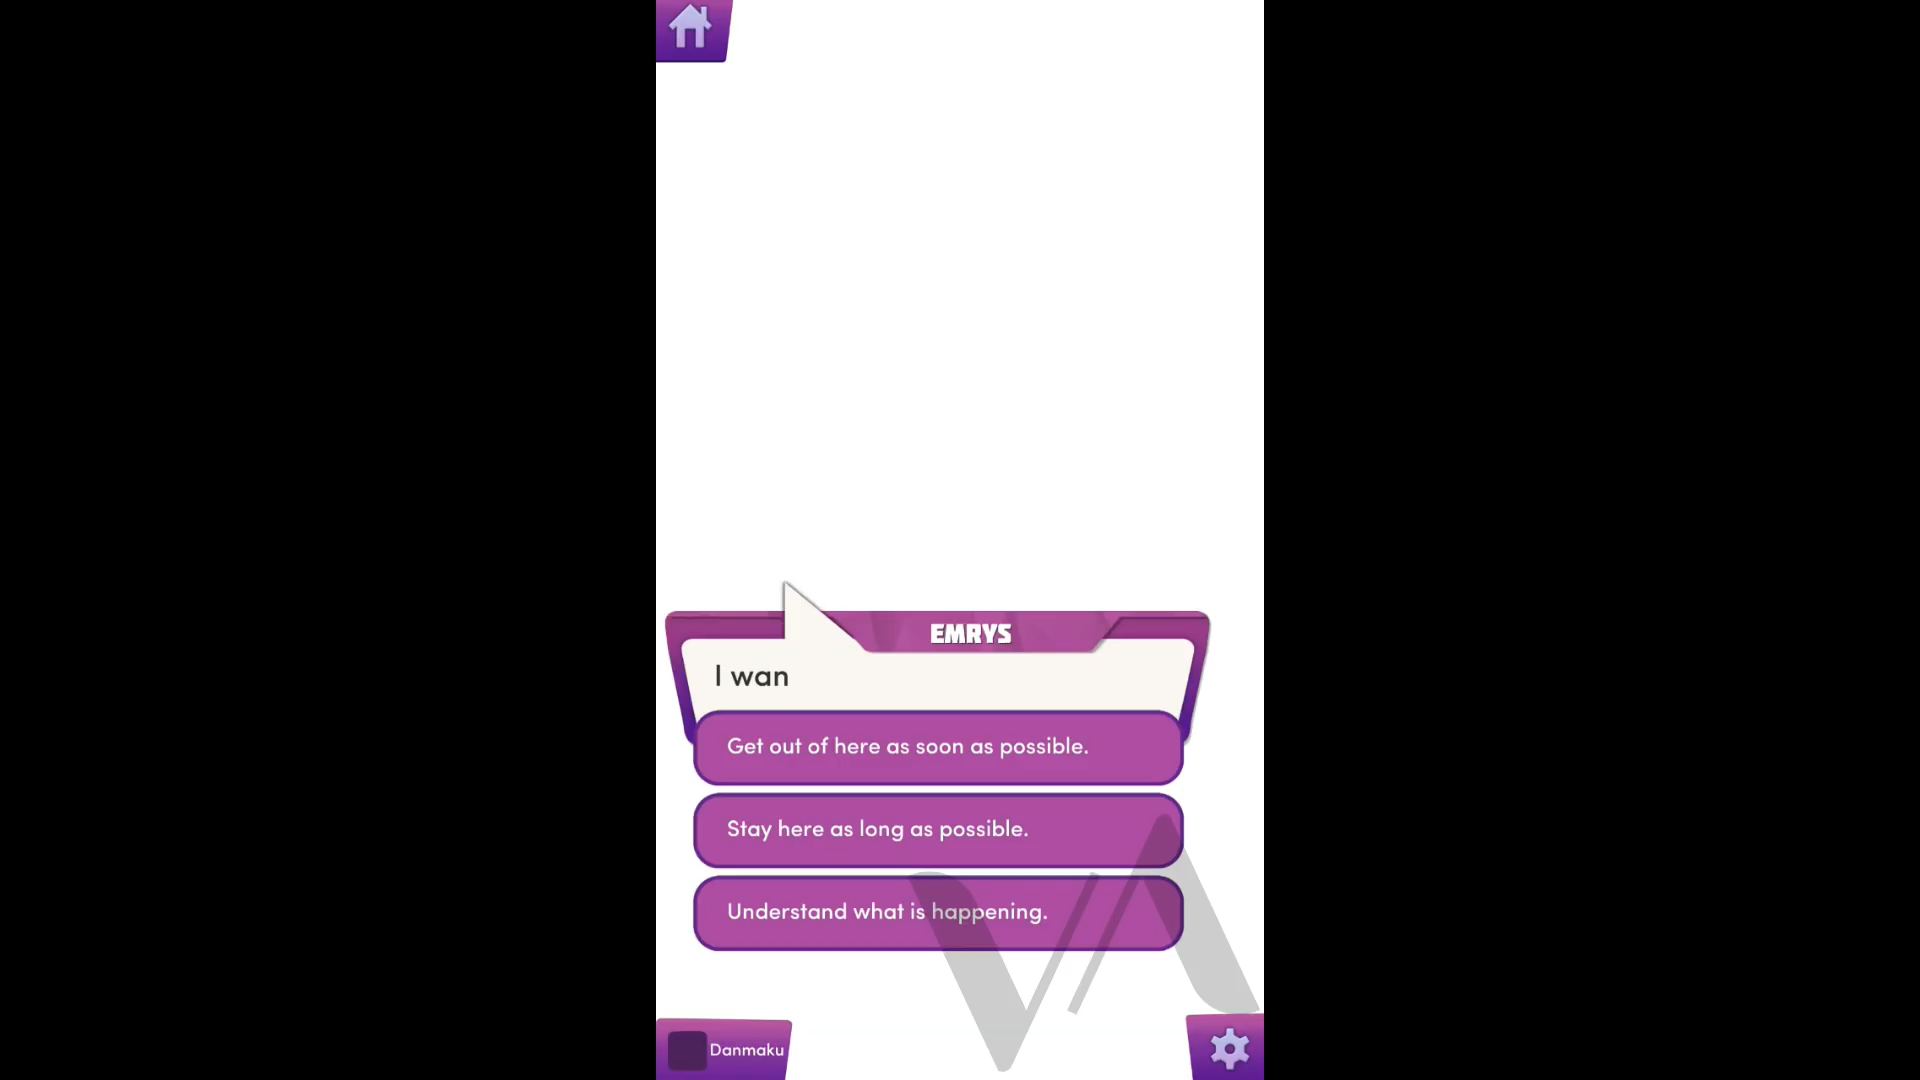 EMRYS
I wan
Get out of here as soon as possible.
Stay here as long as possible.
Understand what is happening.
VA
Danmaku